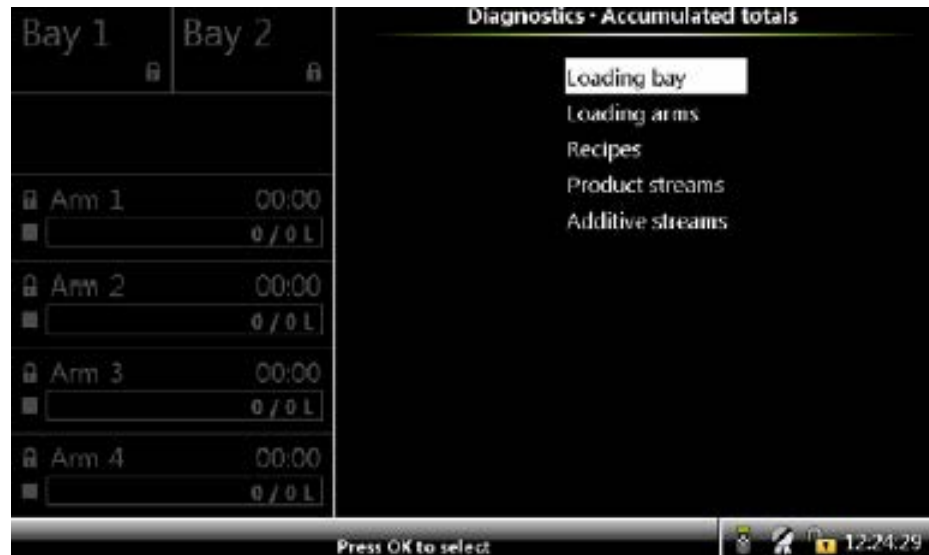 Bay 1
Bay 2
Arm 1 00:00
0 / 0 L
Arm 2 00:00
0 / 0 L
Arm 3 00:00
0 / 0 L
Arm 4 00:00
0 / 0 L
Diagnostics · Accumulated totals
Loading bay
Loading arms
Recipes
Product streams
Additive streams
Press OK to select
12:24:29